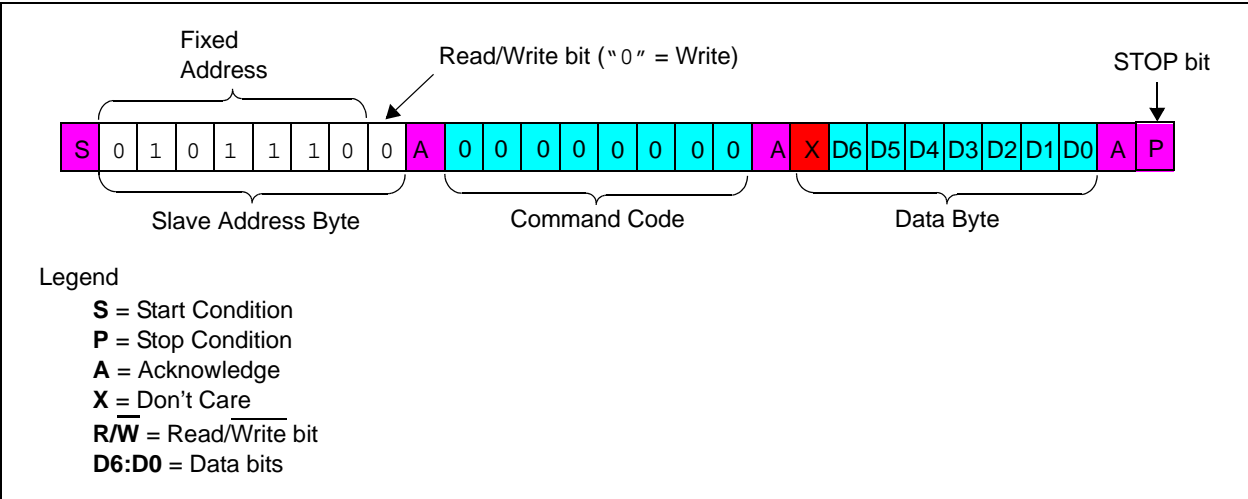 Fixed
Address
Read/Write bit ("0" = Write)
STOP bit
S 0 1 0 1 1 1 0 0 A 0 0 0 0 0 0 0 0 A X D6 D5 D4 D3 D2 D1 D0 A P
Slave Address Byte
Command Code
Data Byte
Legend
S = Start Condition
P = Stop Condition
A = Acknowledge
X = Don't Care
R/W̅ = Read/W̅r̅i̅t̅e̅ bit
D6:D0 = Data bits